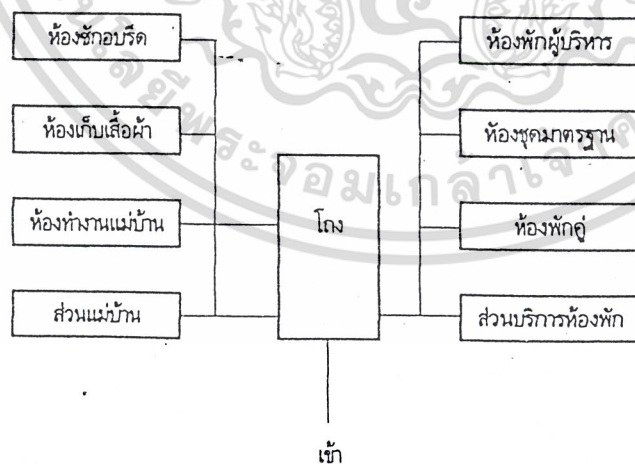 ห้องซักอบรีด
ห้องเก็บเสื้อผ้า
ห้องทำงานแม่บ้าน
ส่วนแม่บ้าน
โถง
ห้องพักผู้บริหาร
ห้องชุดมาตรฐาน
ห้องพักคู่
ส่วนบริการห้องพัก
เข้า